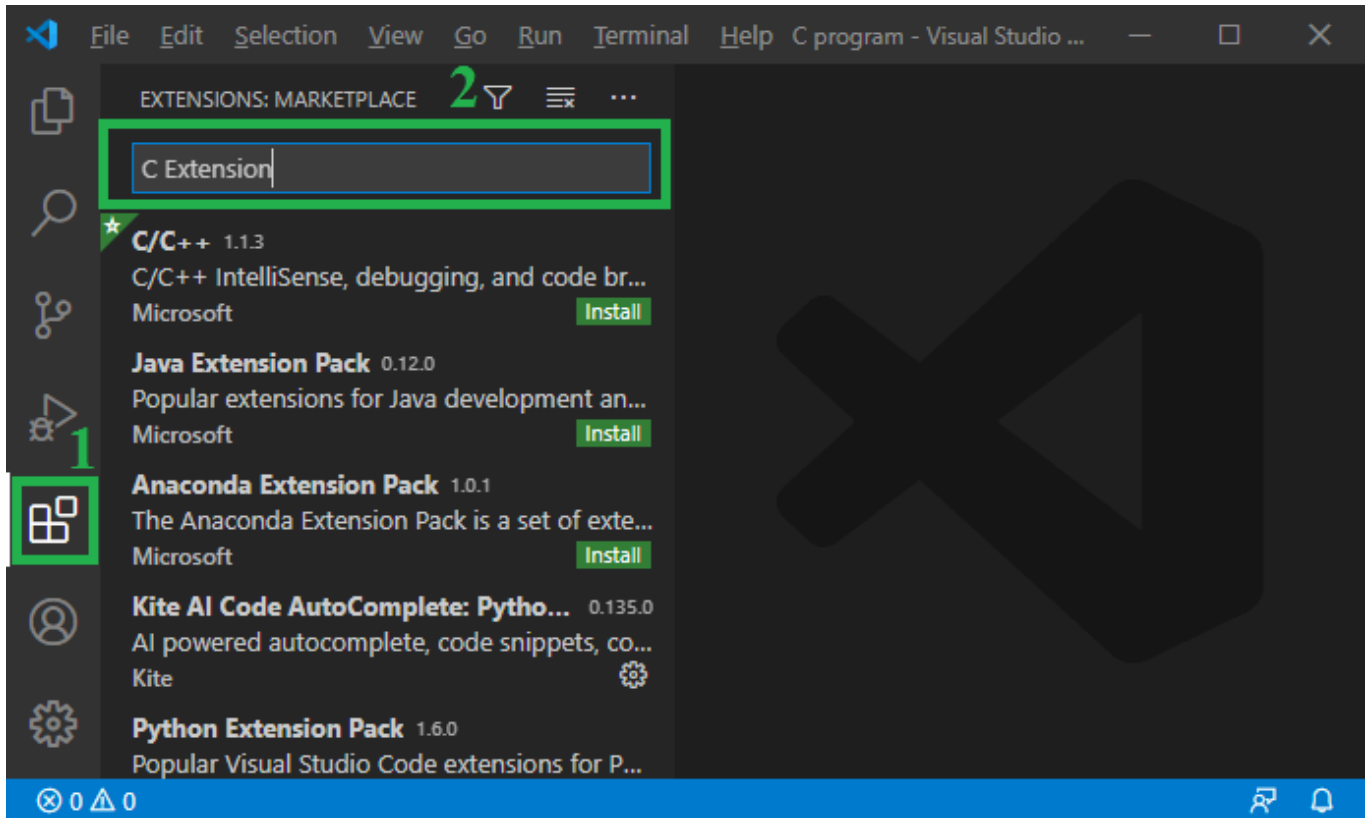 File Edit Selection View Go Run Terminal Help C program - Visual Studio ...
EXTENSIONS: MARKETPLACE 2
C Extension
C/C++ 1.1.3
C/C++ IntelliSense, debugging, and code br...
Microsoft Install
Java Extension Pack 0.12.0
Popular extensions for Java development an...
Microsoft Install
1
Anaconda Extension Pack 1.0.1
The Anaconda Extension Pack is a set of exte...
Microsoft Install
Kite AI Code AutoComplete: Pytho... 0.135.0
AI powered autocomplete, code snippets, co...
Kite
Python Extension Pack 1.6.0
Popular Visual Studio Code extensions for P...
0 0